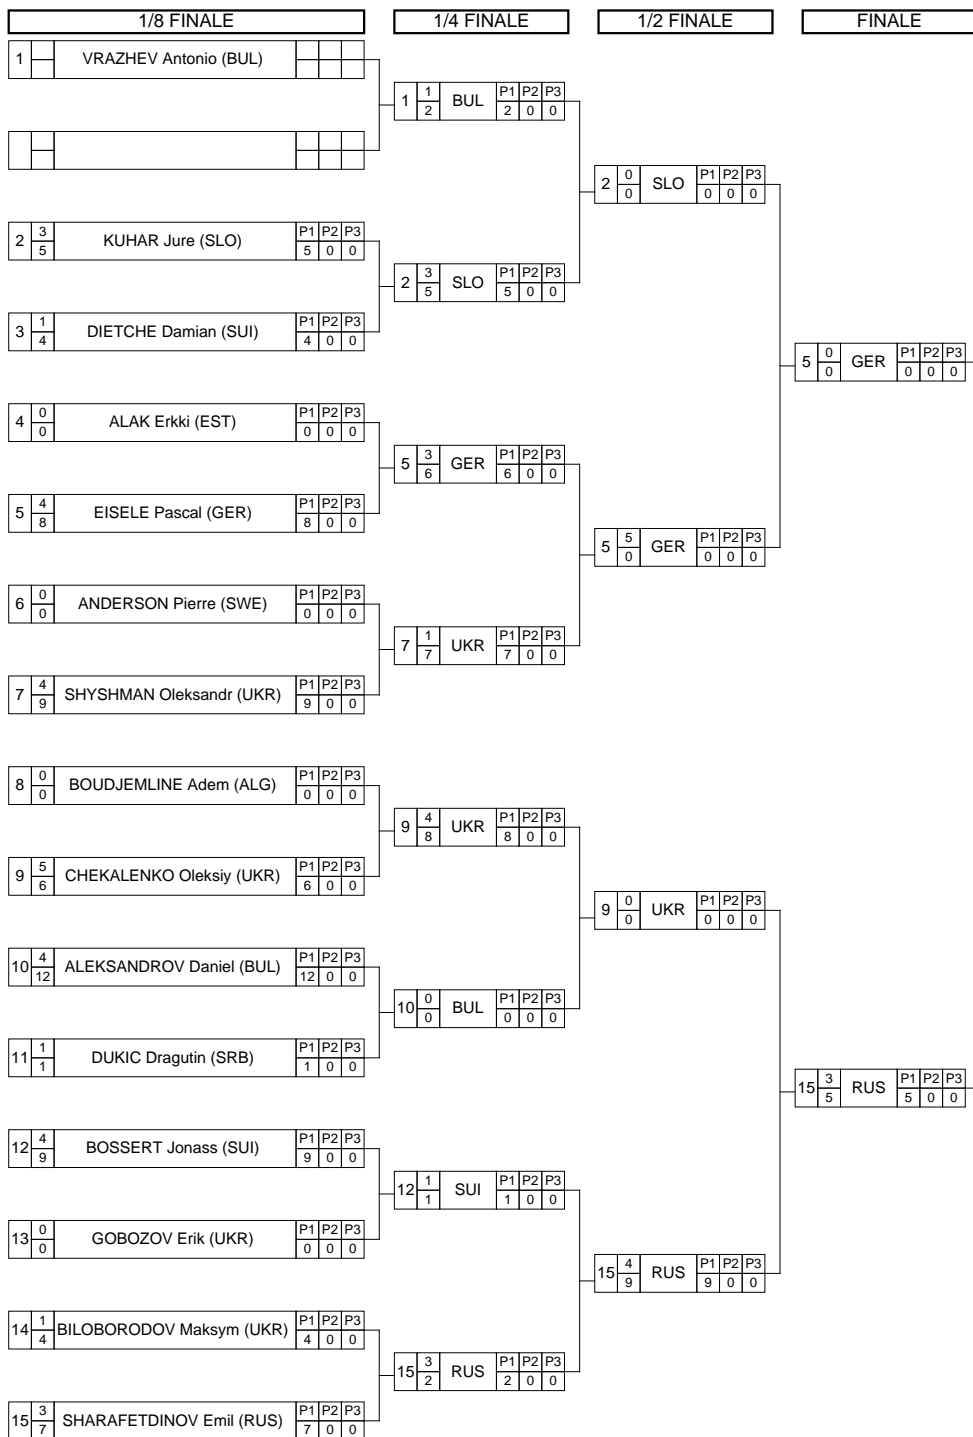 1/8 FINALE
1/4 FINALE
1/2 FINALE
FINALE
1 VRAZHEV Antonio (BUL)
1 1 2 BUL P1 P2 P3 2 0 0
2 0 0 SLO P1 P2 P3 0 0 0
2 3 5 KUHAR Jure (SLO) P1 P2 P3 5 0 0
2 3 5 SLO P1 P2 P3 5 0 0
3 1 4 DIETCHE Damian (SUI) P1 P2 P3 4 0 0
5 0 0 GER P1 P2 P3 0 0 0
4 0 0 ALAK Erkki (EST) P1 P2 P3 0 0 0
5 3 6 GER P1 P2 P3 6 0 0
5 4 8 EISELE Pascal (GER) P1 P2 P3 8 0 0
5 5 0 GER P1 P2 P3 0 0 0
6 0 0 ANDERSON Pierre (SWE) P1 P2 P3 0 0 0
7 1 7 UKR P1 P2 P3 7 0 0
7 4 9 SHYSHMAN Oleksandr (UKR) P1 P2 P3 9 0 0
8 0 0 BOUDJEMLINE Adem (ALG) P1 P2 P3 0 0 0
9 4 8 UKR P1 P2 P3 8 0 0
9 5 6 CHEKALENKO Oleksiy (UKR) P1 P2 P3 6 0 0
9 0 0 UKR P1 P2 P3 0 0 0
10 4 12 ALEKSANDROV Daniel (BUL) P1 P2 P3 12 0 0
10 0 0 BUL P1 P2 P3 0 0 0
11 1 1 DUKIC Dragutin (SRB) P1 P2 P3 1 0 0
15 3 5 RUS P1 P2 P3 5 0 0
12 4 9 BOSSERT Jonass (SUI) P1 P2 P3 9 0 0
12 1 1 SUI P1 P2 P3 1 0 0
13 0 0 GOBOZOV Erik (UKR) P1 P2 P3 0 0 0
15 4 9 RUS P1 P2 P3 9 0 0
14 1 4 BILOBORODOV Maksym (UKR) P1 P2 P3 4 0 0
15 3 2 RUS P1 P2 P3 2 0 0
15 3 7 SHARAFETDINOV Emil (RUS) P1 P2 P3 7 0 0